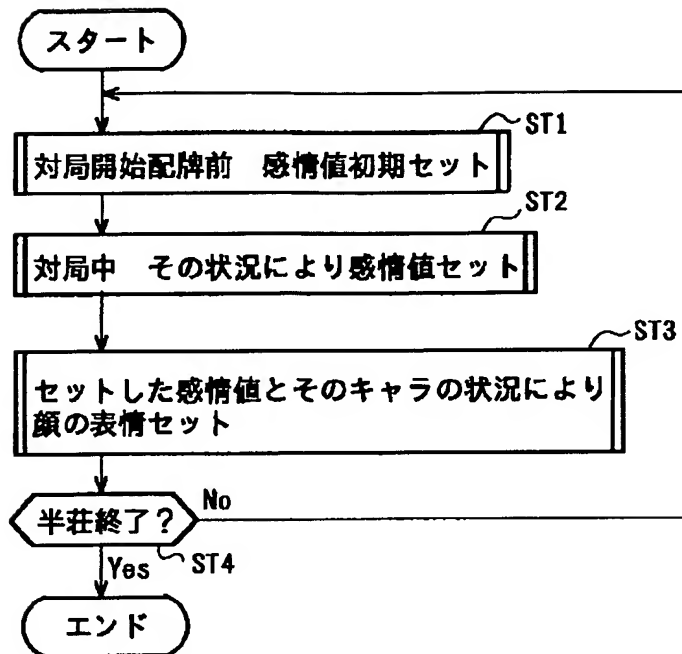 スタート
ST1
対局開始配牌前　感情値初期セット
ST2
対局中　その状況により感情値セット
ST3
セットした感情値とそのキャラの状況により
顔の表情セット
半荘終了？
No
ST4
Yes
エンド